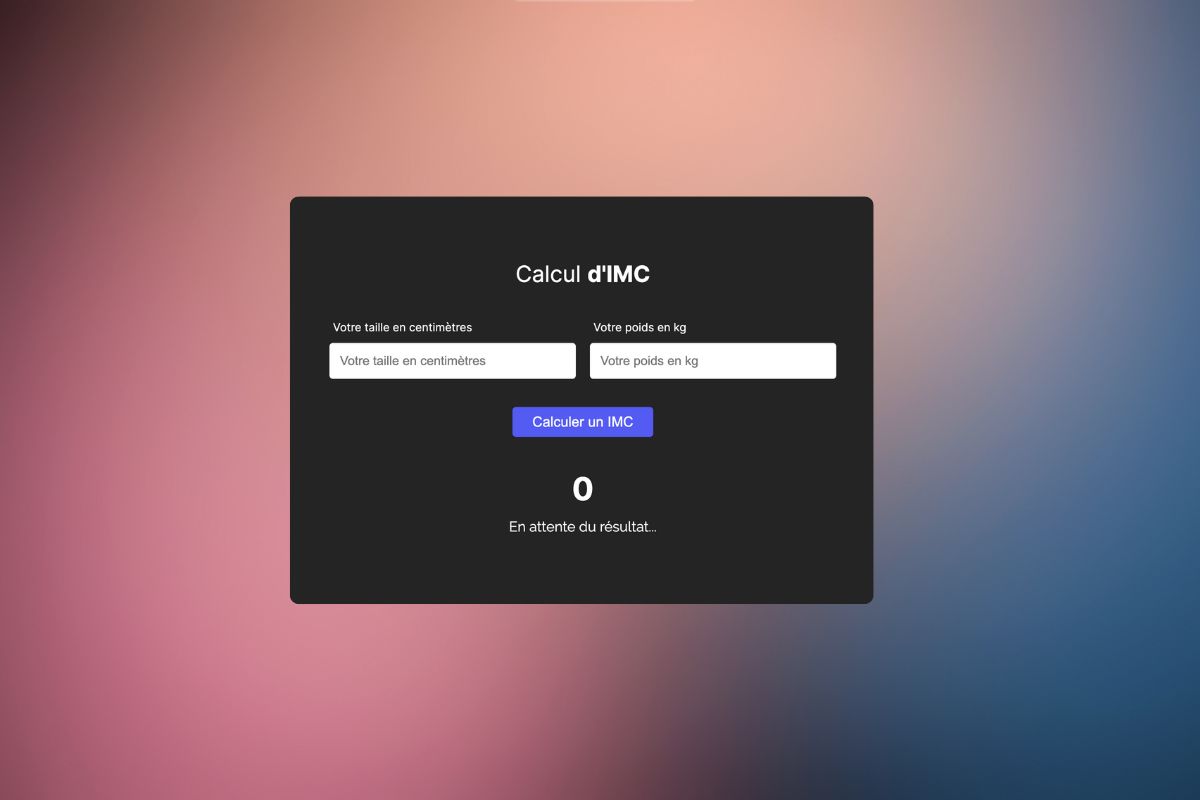 Calcul d'IMC
Votre taille en centimètres
Votre poids en kg
Votre taille en centimètres
Votre poids en kg
Calculer un IMC
0
En attente du résultat...